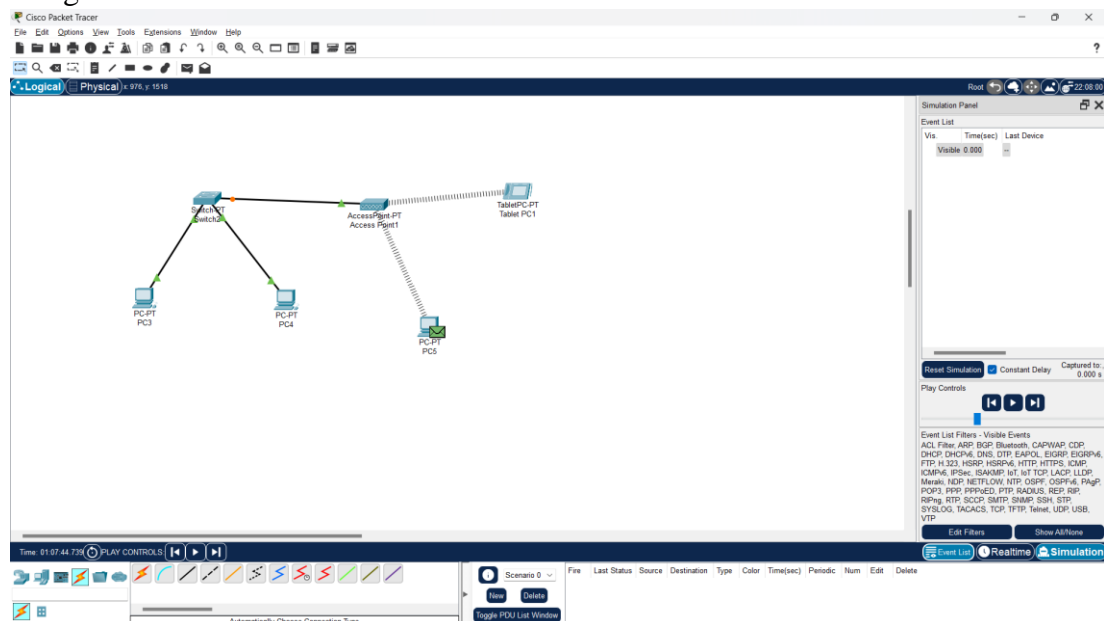 Cisco Packet Tracer
File Edit Options View Tools Extensions Window Help
?
Logical Physical x: 976, y: 1518
Root 22:08:00
Simulation Panel
Event List
Vis. Time(sec) Last Device
Visible 0.000 --
TabletPC-PT
Tablet PC1
Switch-PT
Switch2
AccessPoint-PT
Access Point1
PC-PT
PC3
PC-PT
PC4
PC-PT
PC5
Reset Simulation Constant Delay Captured to:
0.000 s
Play Controls
Event List Filters - Visible Events
ACL Filter, ARP, BGP, Bluetooth, CAPWAP, CDP,
DHCP, DHCPv6, DNS, DTP, EAPOL, EIGRP, EIGRPv6,
FTP, H.323, HSRP, HSRPv6, HTTP, HTTPS, ICMP,
ICMPv6, IPSec, ISAKMP, IoT, IoT TCP, LACP, LLDP,
Meraki, NDP, NETFLOW, NTP, OSPF, OSPFv6, PAgP,
POP3, PPP, PPPoED, PTP, RADIUS, REP, RIP,
RIPng, RTP, SCCP, SMTP, SNMP, SSH, STP,
SYSLOG, TACACS, TCP, TFTP, Telnet, UDP, USB,
VTP
Edit Filters Show All/None
Time: 01:07:44.739 PLAY CONTROLS:
Event List Realtime Simulation
Scenario 0
New Delete
Toggle PDU List Window
Fire Last Status Source Destination Type Color Time(sec) Periodic Num Edit Delete
Automatically Choose Connection Type